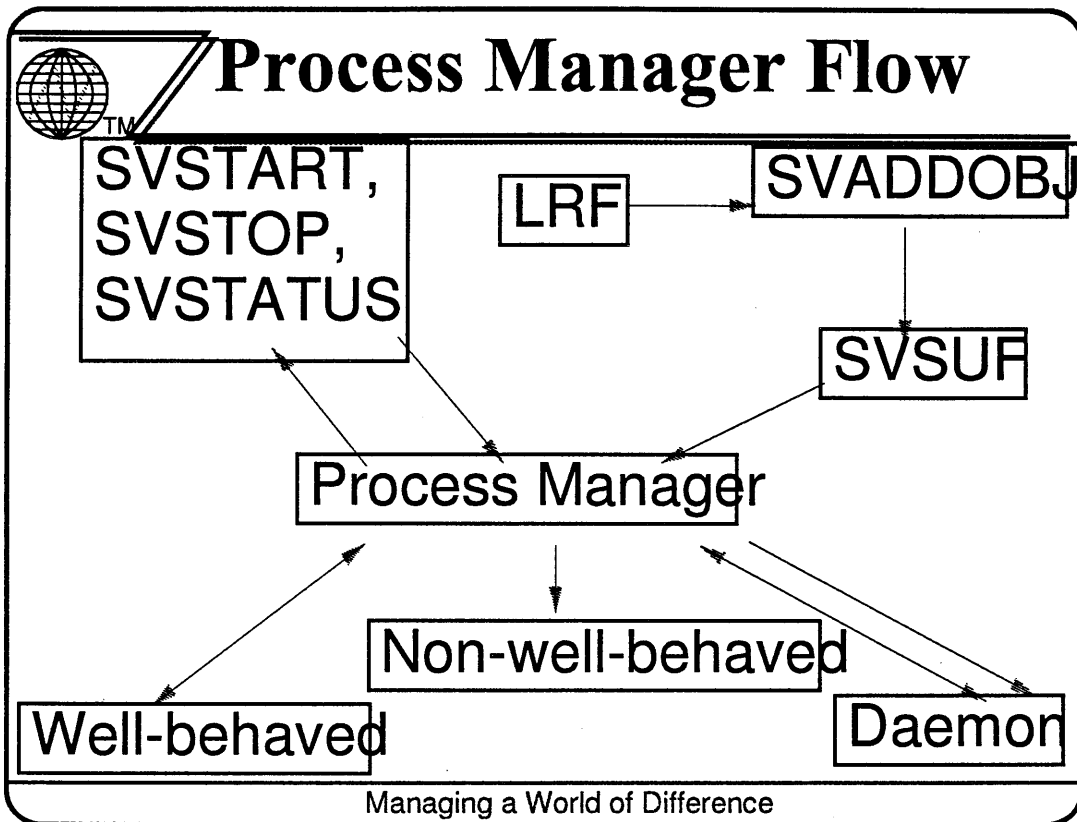 Process Manager Flow
TM
SVSTART,
SVSTOP,
SVSTATUS
LRF
SVADDOBJ
SVSUF
Process Manager
Non-well-behaved
Well-behaved
Daemon
Managing a World of Difference